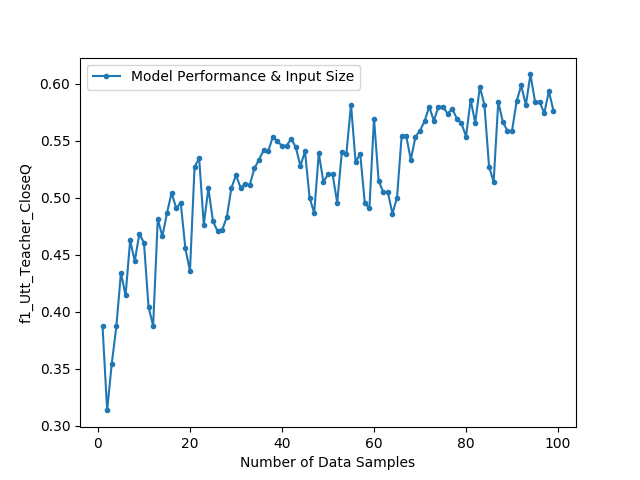 Model Performance & Input Size
0.60
0.55
0.50
0.45
0.40
0.35
0.30
f1_Utt_Teacher_CloseQ
0 20 40 60 80 100
Number of Data Samples